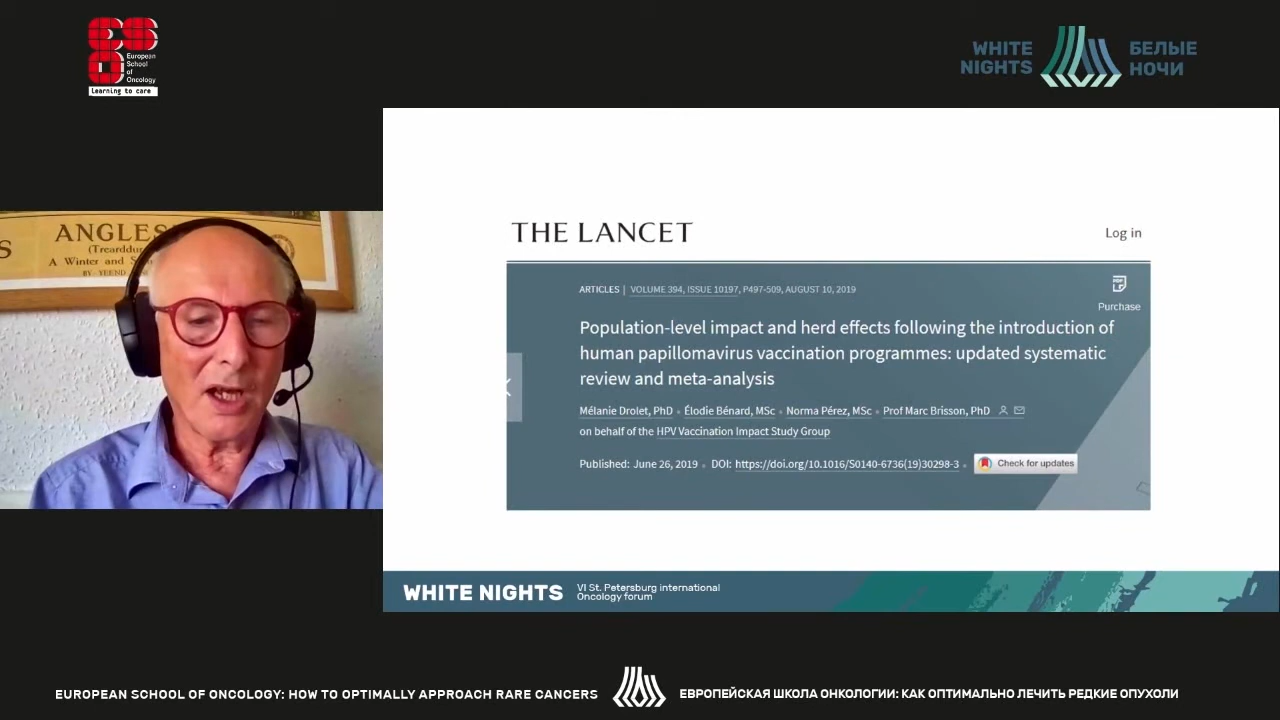 European
School
of
Oncology
Learning to care
WHITE
NIGHTS
БЕЛЫЕ
НОЧИ
ANGLES
(Treardd
A Winter and S
BY YEEND
S
THE LANCET
Log in
ARTICLES | VOLUME 394, ISSUE 10197, P497-509, AUGUST 10, 2019
PDF
Purchase
Population-level impact and herd effects following the introduction of
human papillomavirus vaccination programmes: updated systematic
review and meta-analysis
Mélanie Drolet, PhD • Élodie Bénard, MSc • Norma Pérez, MSc • Prof Marc Brisson, PhD
on behalf of the HPV Vaccination Impact Study Group
Published: June 26, 2019 • DOI: https://doi.org/10.1016/S0140-6736(19)30298-3 •
Check for updates
WHITE NIGHTS
VI St. Petersburg international
Oncology forum
EUROPEAN SCHOOL OF ONCOLOGY: HOW TO OPTIMALLY APPROACH RARE CANCERS
ЕВРОПЕЙСКАЯ ШКОЛА ОНКОЛОГИИ: КАК ОПТИМАЛЬНО ЛЕЧИТЬ РЕДКИЕ ОПУХОЛИ